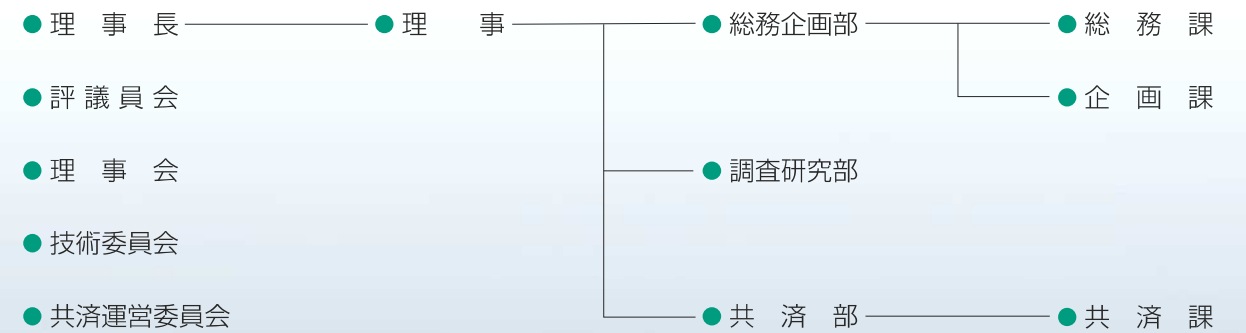 理事長 理事 総務企画部 総務課
評議員会 企画課
理事会 調査研究部
技術委員会
共済運営委員会 共済部 共済課